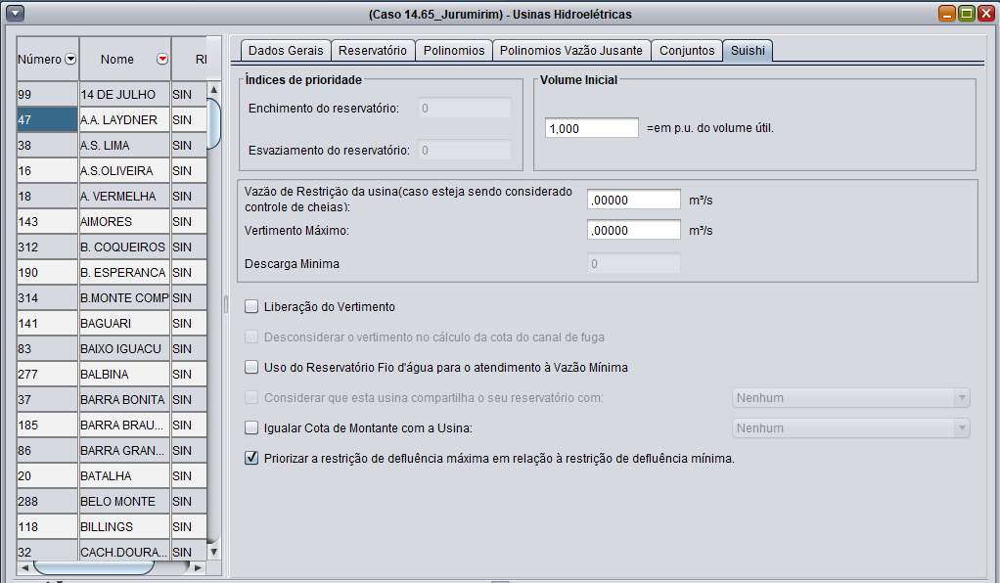 (Caso 14.65_Jurumirim) - Usinas Hidroelétricas
Número Nome
99 14 DE JULHO SIN
47 A.A. LAYDNER SIN
38 A.S. LIMA SIN
16 A.S.OLIVEIRA SIN
18 A. VERMELHA SIN
143 AIMORES SIN
312 B. COQUEIROS SIN
190 B. ESPERANCA SIN
314 B.MONTE COMP SIN
141 BAGUARI SIN
83 BAIXO IGUACU SIN
277 BALBINA SIN
37 BARRA BONITA SIN
185 BARRA BRAU... SIN
86 BARRA GRAN... SIN
20 BATALHA SIN
288 BELO MONTE SIN
118 BILLINGS SIN
32 CACH.DOURA... SIN
Dados Gerais Reservatório Polinomios Polinomios Vazão Jusante Conjuntos Suishi
Índices de prioridade
Enchimento do reservatório: 0
Esvaziamento do reservatório: 0
Volume Inicial
1,000 =em p.u. do volume útil.
Vazão de Restrição da usina(caso esteja sendo considerado
controle de cheias): ,00000 m³/s
Vertimento Máximo: ,00000 m³/s
Descarga Minima 0
Liberação do Vertimento
Desconsiderar o vertimento no cálculo da cota do canal de fuga
Uso do Reservatório Fio d'água para o atendimento à Vazão Mínima
Considerar que esta usina compartilha o seu reservatório com: Nenhum
Igualar Cota de Montante com a Usina: Nenhum
Priorizar a restrição de defluência máxima em relação à restrição de defluência mínima.